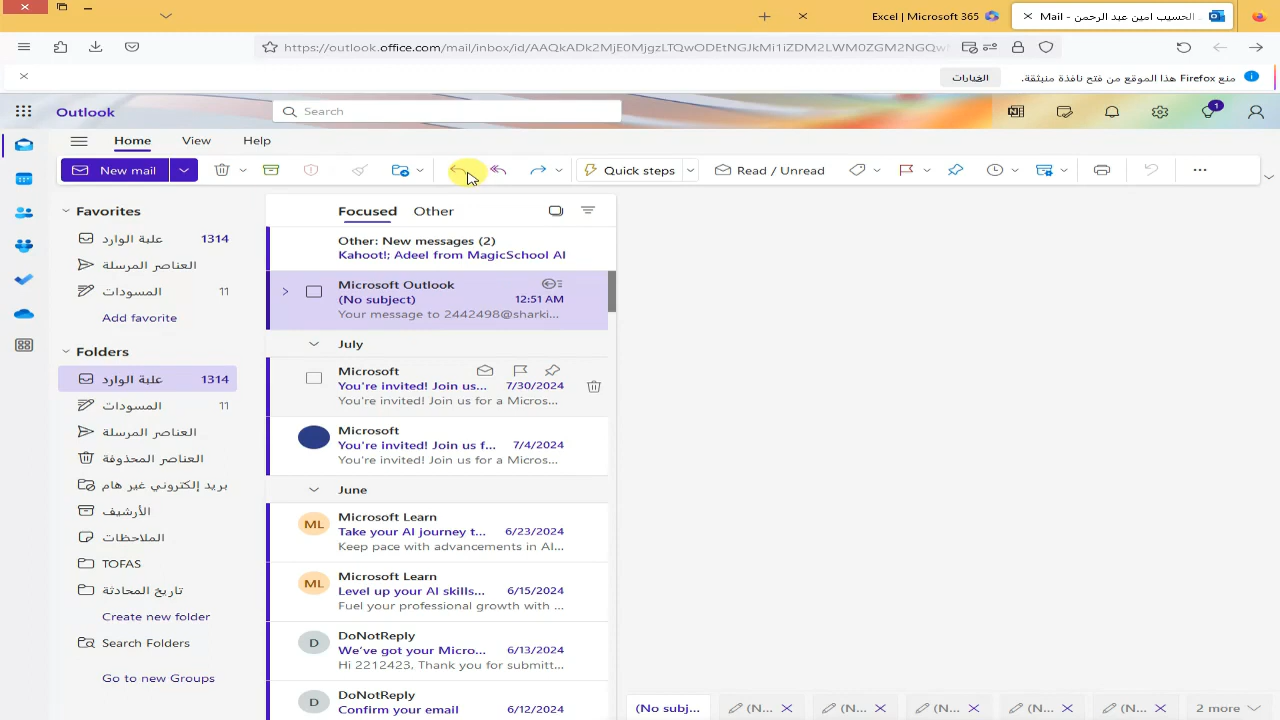 Excel | Microsoft 365
Mail - الحسيب امين عبد الرحمن ...
https://outlook.office.com/mail/inbox/id/AAQkADk2MjE0MjgzLTQwODEtNGJkMi1iZDM2LWM0ZGM2NGQw
منع Firefox هذا الموقع من فتح نافذة منبثقة.
الخيارات
Outlook
Search
1
Home
View
Help
New mail
Quick steps
Read / Unread
Favorites
علبة الوارد 1314
العناصر المرسلة
المسودات 11
Add favorite
Folders
علبة الوارد 1314
المسودات 11
العناصر المرسلة
العناصر المحذوفة
بريد إلكتروني غير هام
الأرشيف
الملاحظات
TOFAS
تاريخ المحادثة
Create new folder
Search Folders
Go to new Groups
Focused
Other
Other: New messages (2)
Kahoot!; Adeel from MagicSchool AI
Microsoft Outlook
(No subject) 12:51 AM
Your message to 2442498@sharki...
July
Microsoft
You're invited! Join us... 7/30/2024
You're invited! Join us for a Micros...
Microsoft
You're invited! Join us f... 7/4/2024
You're invited! Join us for a Micros...
June
ML
Microsoft Learn
Take your AI journey t... 6/23/2024
Keep pace with advancements in AI...
ML
Microsoft Learn
Level up your AI skills... 6/15/2024
Fuel your professional growth with ...
D
DoNotReply
We've got your Micro... 6/13/2024
Hi 2212423, Thank you for submitt...
D
DoNotReply
Confirm your email 6/12/2024
(No subj...
(N...
(N...
(N...
(N...
(N...
2 more